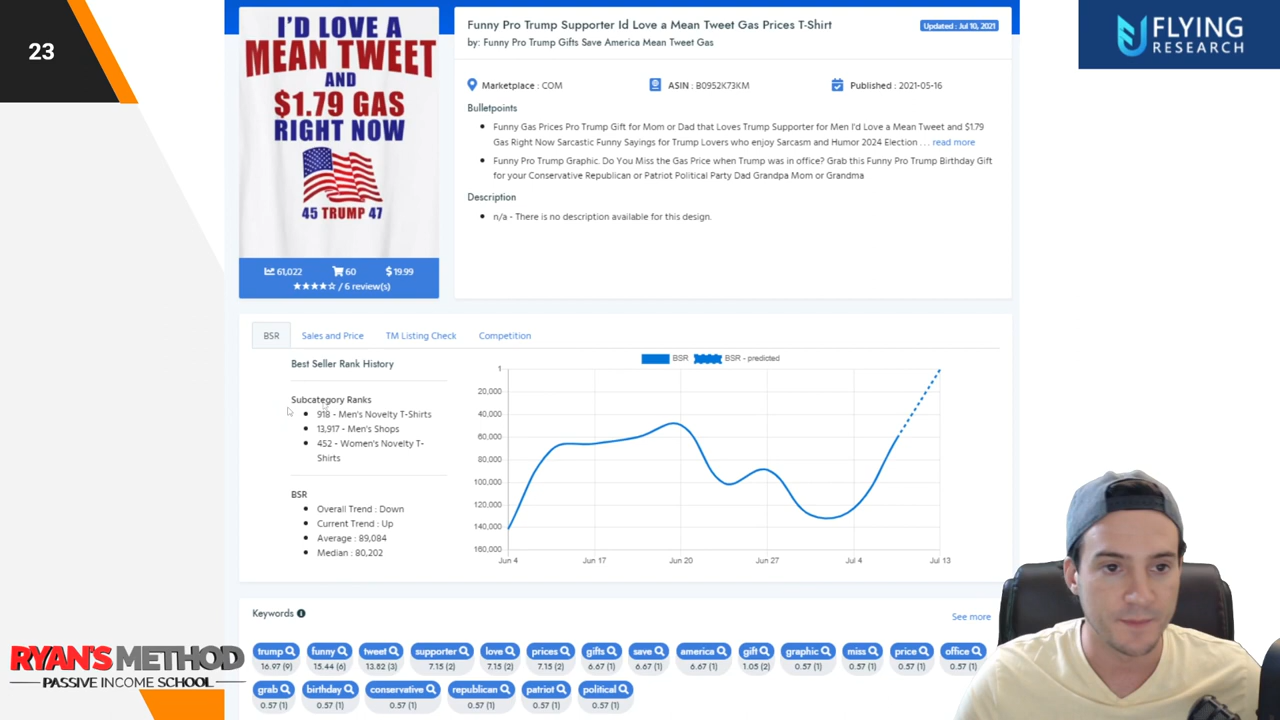 23
I'D LOVE A
MEAN TWEET
AND
$1.79 GAS
RIGHT NOW
45 TRUMP 47
61,022 60 $ 19.99
★★★★☆ / 6 review(s)
Funny Pro Trump Supporter Id Love a Mean Tweet Gas Prices T-Shirt
Updated : Jul 10, 2021
by: Funny Pro Trump Gifts Save America Mean Tweet Gas
Marketplace : COM ASIN : B0952K73KM Published : 2021-05-16
Bulletpoints
Funny Gas Prices Pro Trump Gift for Mom or Dad that Loves Trump Supporter for Men I'd Love a Mean Tweet and $1.79
Gas Right Now Sarcastic Funny Sayings for Trump Lovers who enjoy Sarcasm and Humor 2024 Election . . . read more
Funny Pro Trump Graphic. Do You Miss the Gas Price when Trump was in office? Grab this Funny Pro Trump Birthday Gift
for your Conservative Republican or Patriot Political Party Dad Grandpa Mom or Grandma
Description
n/a - There is no description available for this design.
FLYING
RESEARCH
BSR Sales and Price TM Listing Check Competition
Best Seller Rank History
Subcategory Ranks
918 - Men's Novelty T-Shirts
13,917 - Men's Shops
452 - Women's Novelty T-
Shirts
BSR
Overall Trend : Down
Current Trend : Up
Average : 89,084
Median : 80,202
BSR BSR - predicted
1
20,000
40,000
60,000
80,000
100,000
120,000
140,000
160,000
Jun 4 Jun 17 Jun 20 Jun 27 Jul 4 Jul 13
Keywords
See more
trump funny tweet supporter love prices gifts save america gift graphic miss price office
16.97 (9) 15.44 (6) 13.82 (3) 7.15 (2) 7.15 (2) 7.15 (2) 6.67 (1) 6.67 (1) 6.67 (1) 1.05 (2) 0.57 (1) 0.57 (1) 0.57 (1) 0.57 (1)
grab birthday conservative republican patriot political
0.57 (1) 0.57 (1) 0.57 (1) 0.57 (1) 0.57 (1) 0.57 (1)
RYAN'S METHOD
PASSIVE INCOME SCHOOL